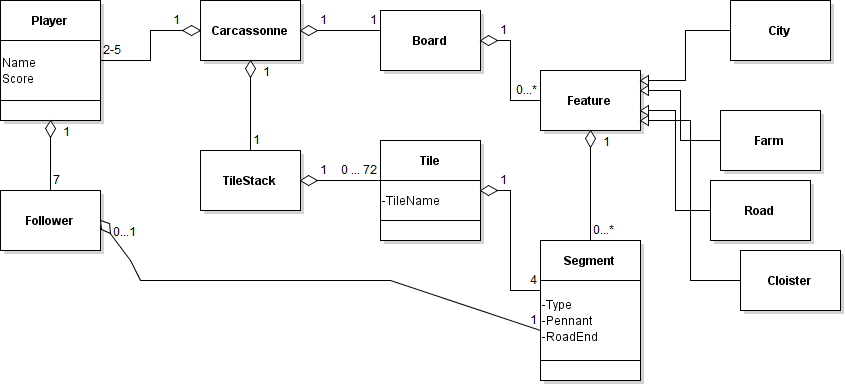 Player
Name
Score
1
7
Follower
0...1
2-5
1
Carcassonne
1
1
1
1
Board
1
0...*
TileStack
1
0 ... 72
Tile
-TileName
1
4
Feature
1
0...*
Segment
-Type
-Pennant
-RoadEnd
1
City
Farm
Road
Cloister